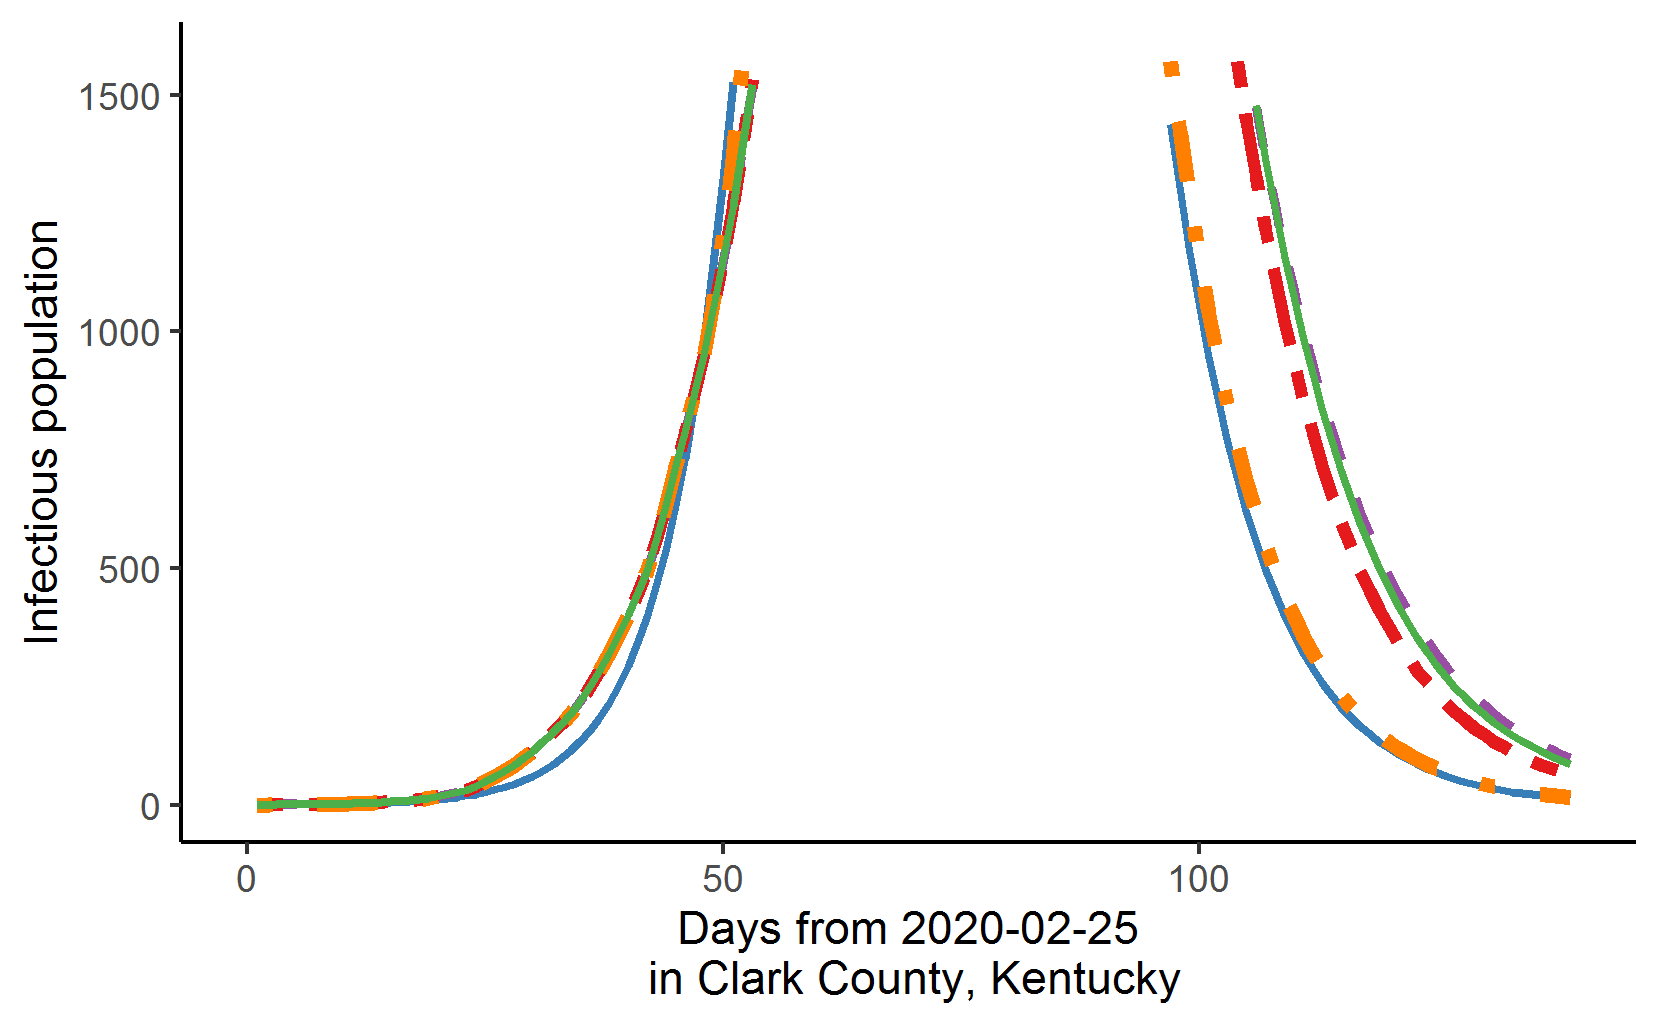 Infectious population
1500
1000
500
0
0 50 100
Days from 2020-02-25
in Clark County, Kentucky